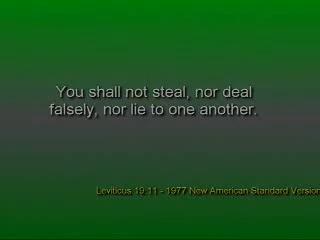 You shall not steal, nor deal
falsely, nor lie to one another.
Leviticus 19:11 - 1977 New American Standard Version